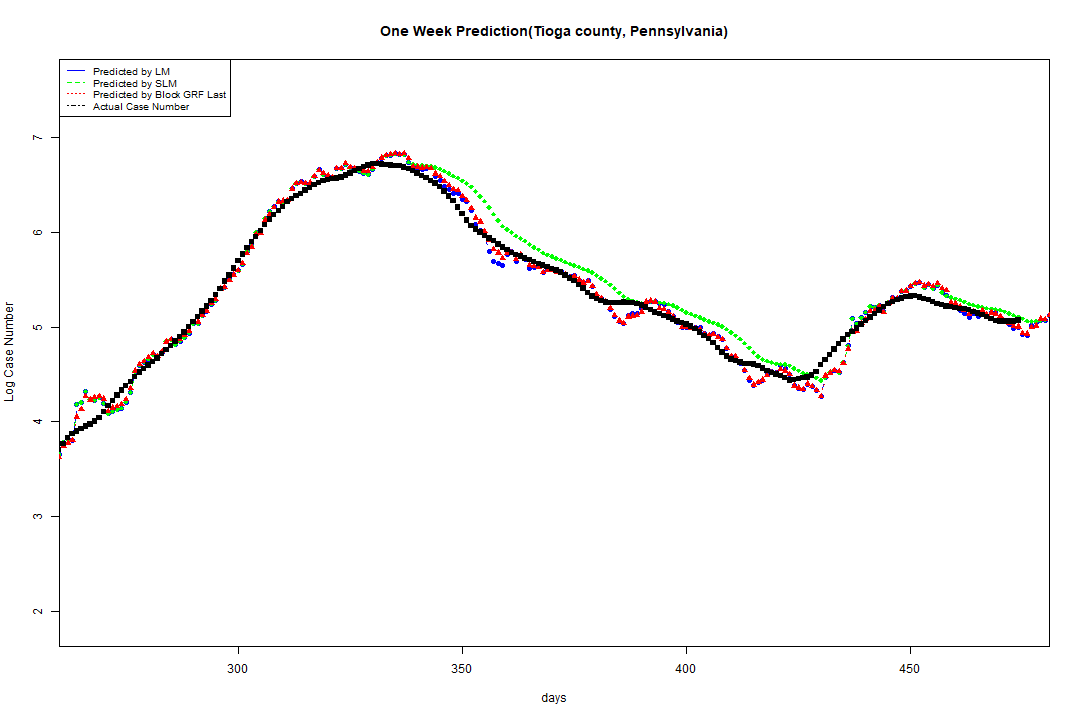 One Week Prediction(Tioga county, Pennsylvania)
Predicted by LM
Predicted by SLM
Predicted by Block GRF Last
Actual Case Number
7
6
5
4
3
2
Log Case Number
300 350 400 450
days